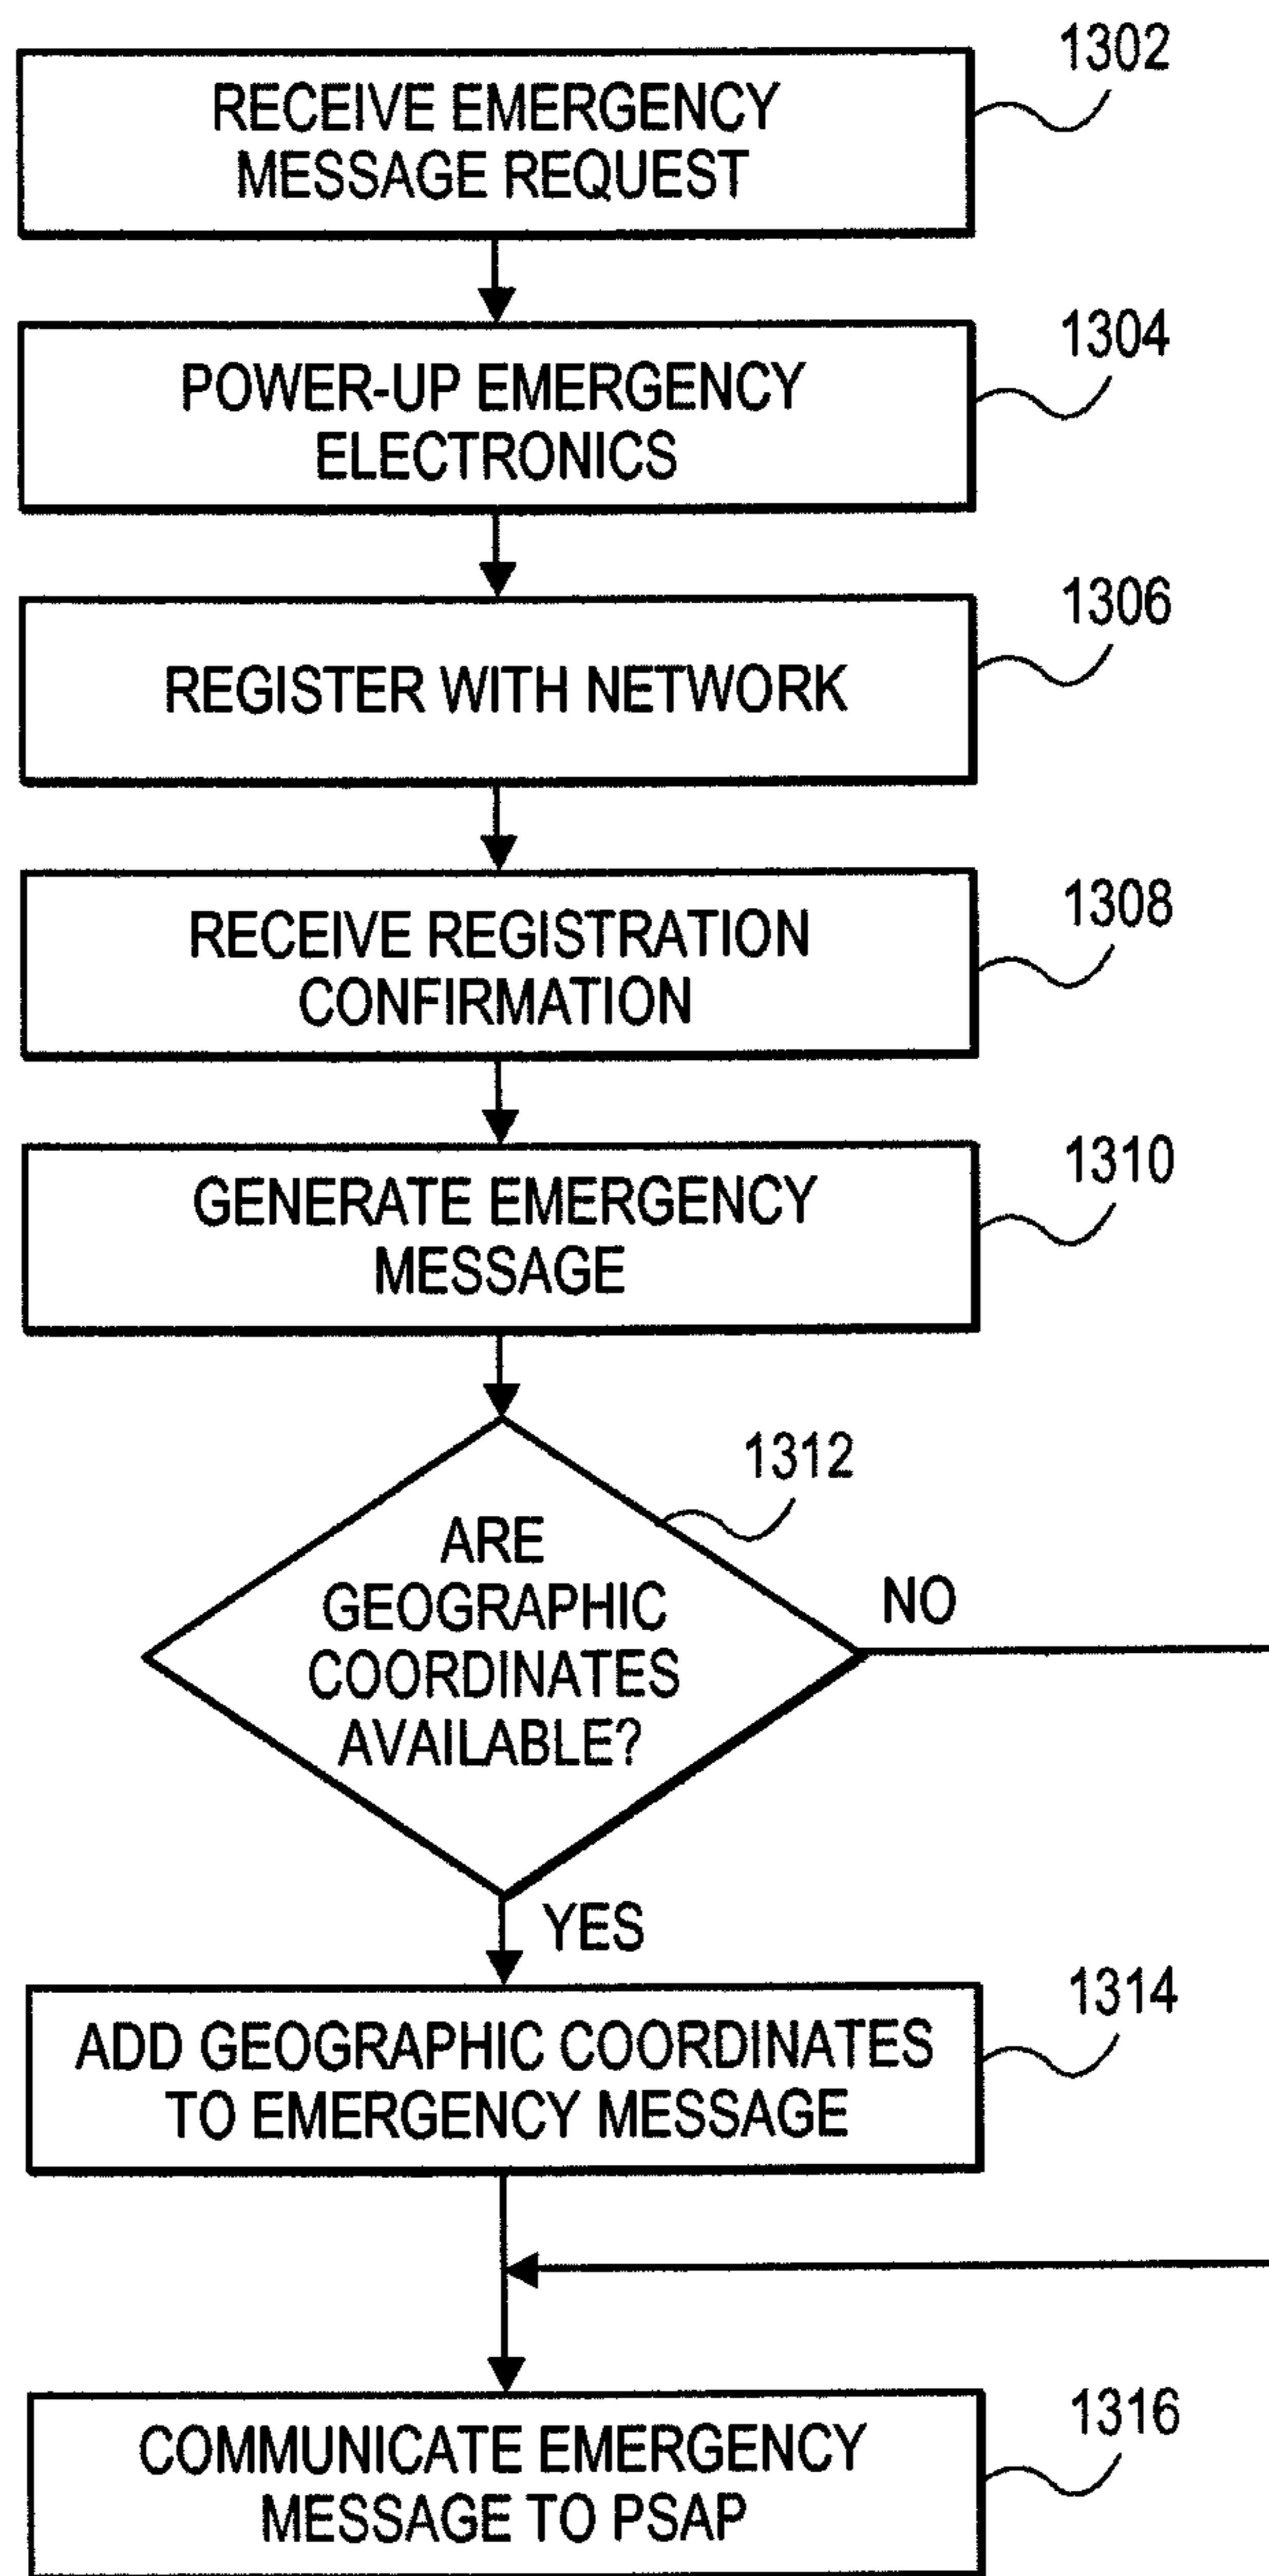 1302
RECEIVE EMERGENCY
MESSAGE REQUEST
1304
POWER-UP EMERGENCY
ELECTRONICS
1306
REGISTER WITH NETWORK
1308
RECEIVE REGISTRATION
CONFIRMATION
1310
GENERATE EMERGENCY
MESSAGE
1312
ARE
GEOGRAPHIC
COORDINATES
AVAILABLE?
NO
YES
1314
ADD GEOGRAPHIC COORDINATES
TO EMERGENCY MESSAGE
1316
COMMUNICATE EMERGENCY
MESSAGE TO PSAP